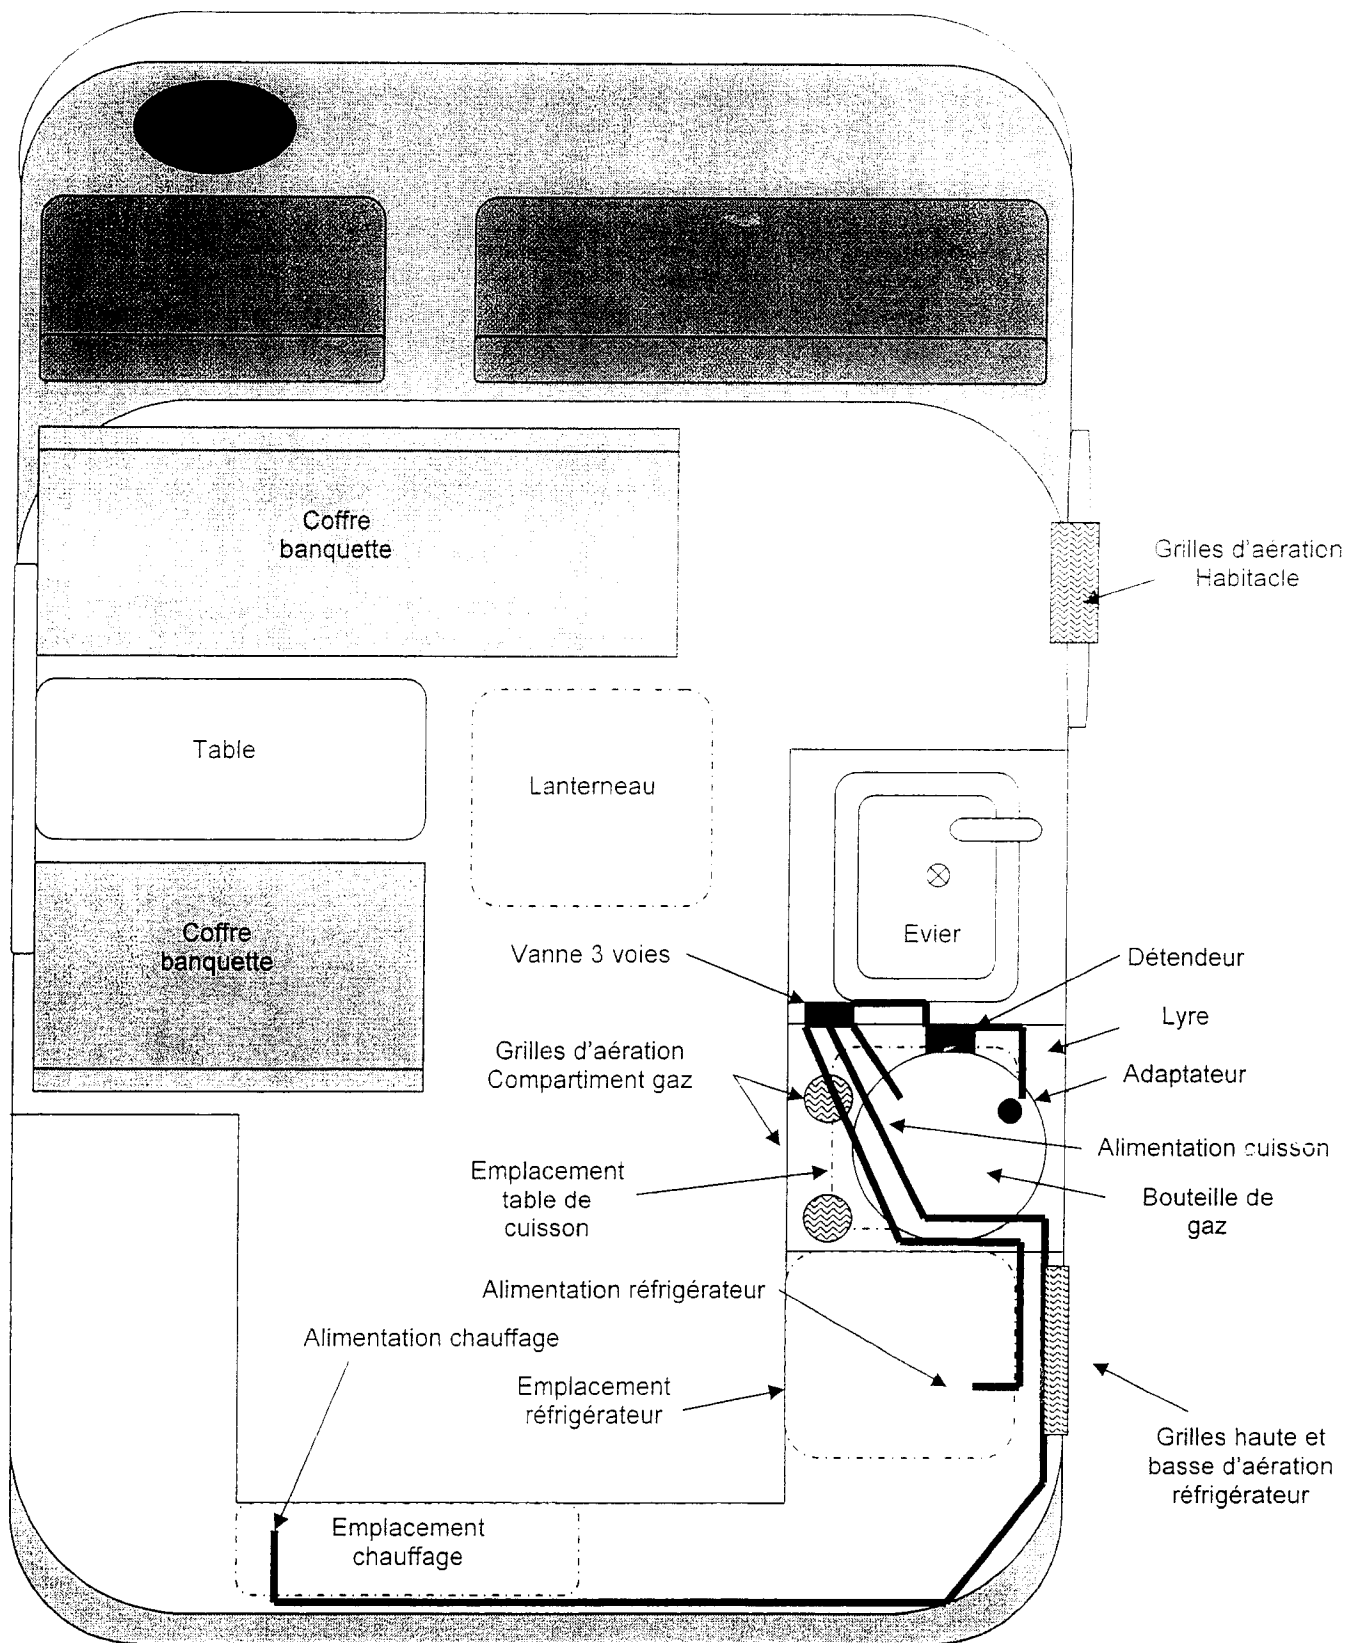 Coffre
banquette
Grilles d'aération
Habitacle
Table
Lanterneau
Coffre
banquette
Evier
Vanne 3 voies
Détendeur
Lyre
Grilles d'aération
Compartiment gaz
Adaptateur
Alimentation cuisson
Emplacement
table de
cuisson
Bouteille de
gaz
Alimentation réfrigérateur
Alimentation chauffage
Emplacement
réfrigérateur
Grilles haute et
basse d'aération
réfrigérateur
Emplacement
chauffage